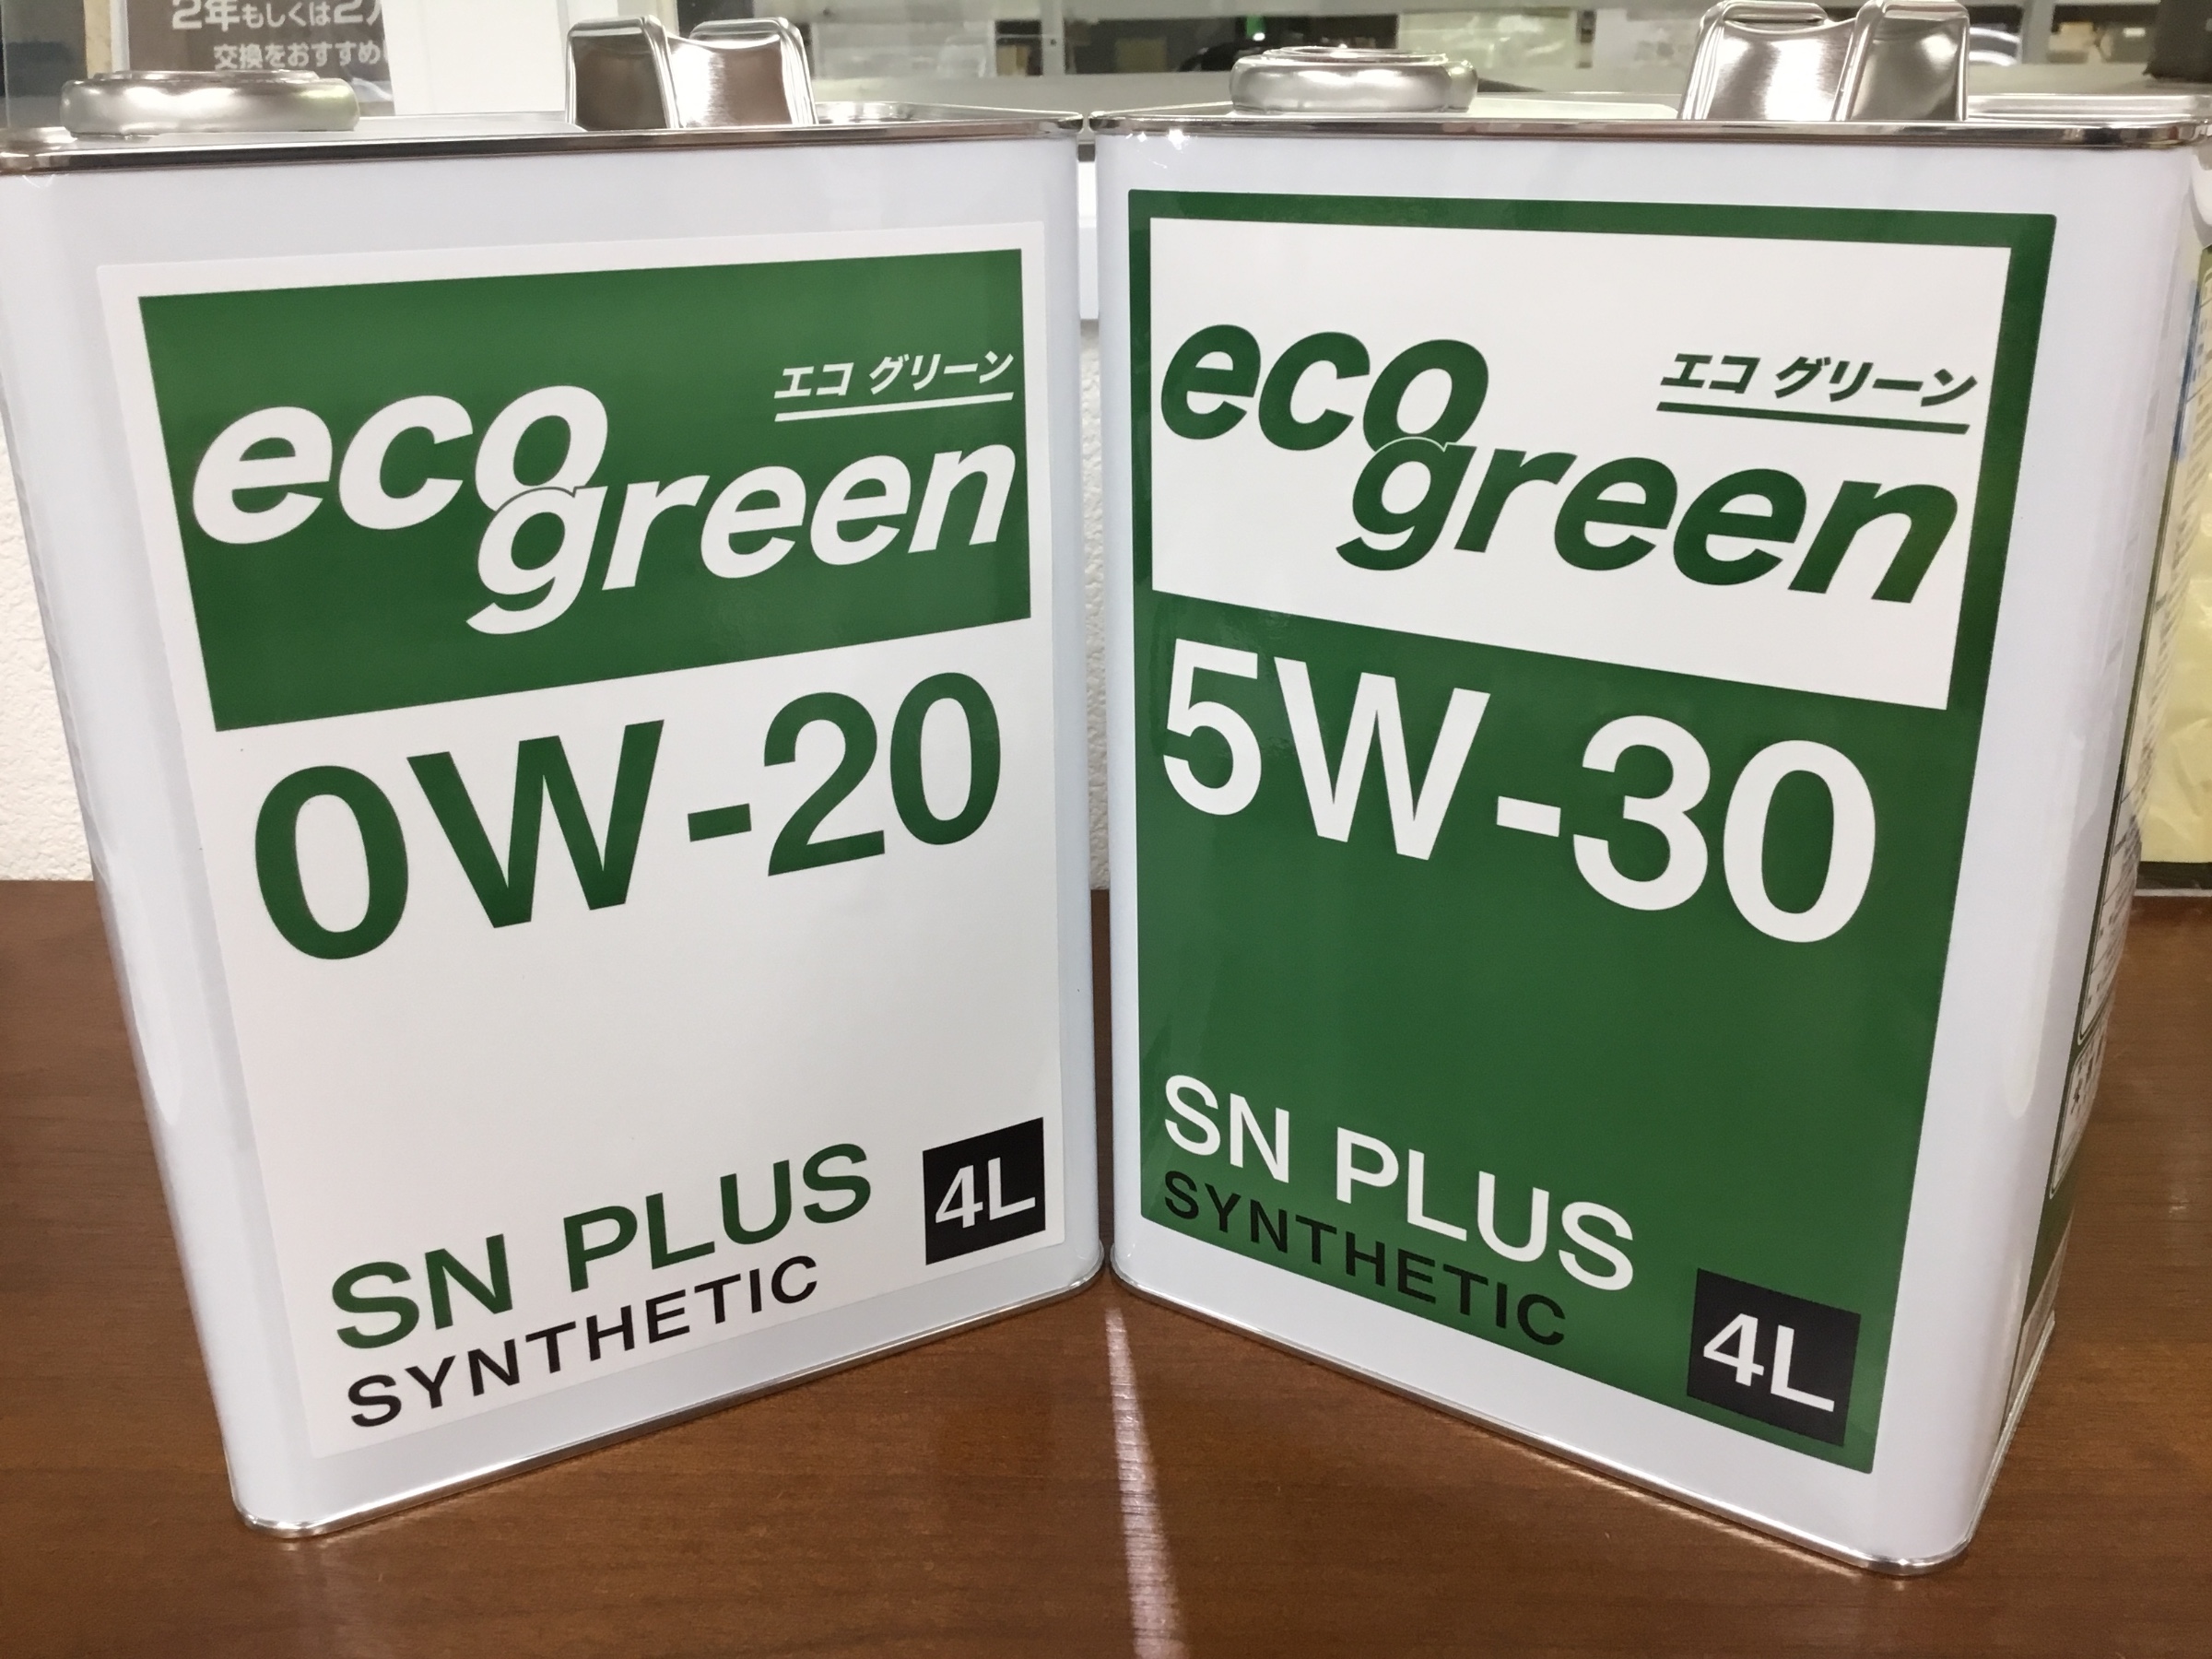 2年もしくは2
交換をおすすめ
エコ グリーン
eco
green
0W-20
SN PLUS
SYNTHETIC
4L
エコ グリーン
eco
green
5W-30
SN PLUS
SYNTHETIC
4L